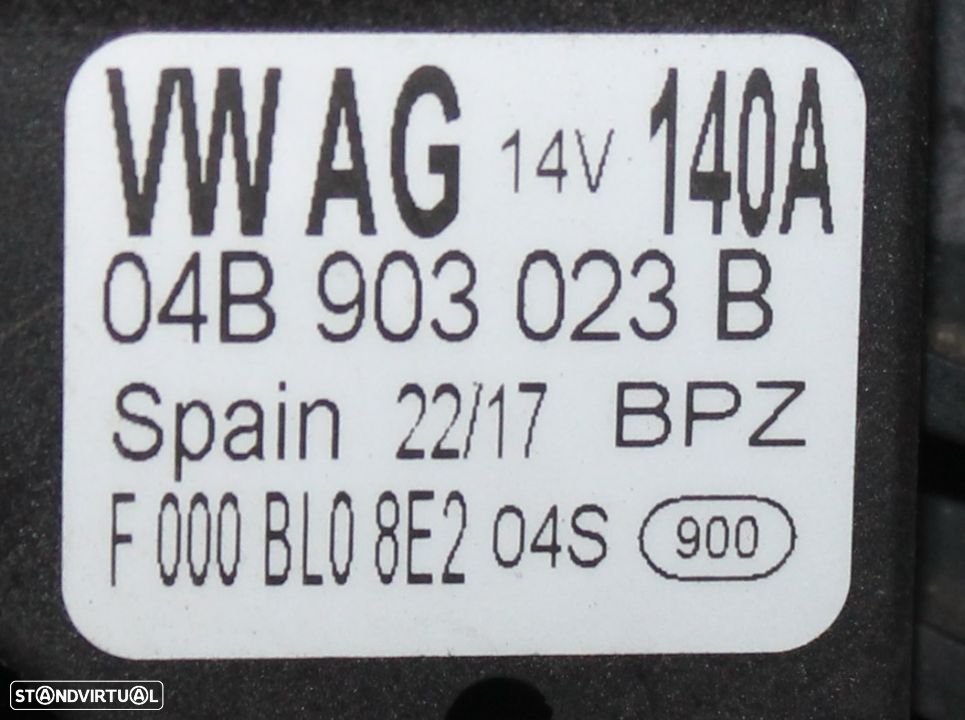 VW AG 14V 140A
04B 903 023 B
Spain 22/17 BPZ
F 000 BL0 8E2 04S 900
STANDVIRTUAL